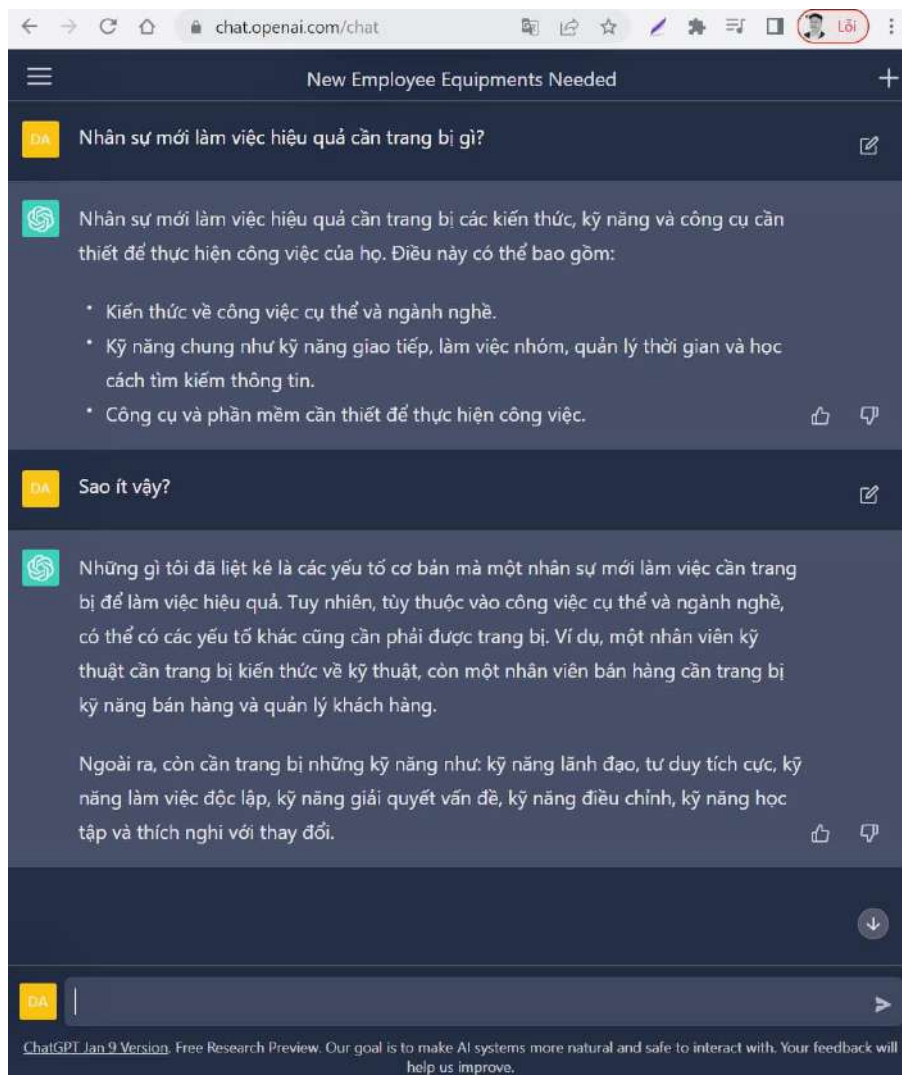 chat.openai.com/chat
Lỗi
New Employee Equipments Needed
DA
Nhân sự mới làm việc hiệu quả cần trang bị gì?
Nhân sự mới làm việc hiệu quả cần trang bị các kiến thức, kỹ năng và công cụ cần
thiết để thực hiện công việc của họ. Điều này có thể bao gồm:
• Kiến thức về công việc cụ thể và ngành nghề.
• Kỹ năng chung như kỹ năng giao tiếp, làm việc nhóm, quản lý thời gian và học
cách tìm kiếm thông tin.
• Công cụ và phần mềm cần thiết để thực hiện công việc.
DA
Sao ít vậy?
Những gì tôi đã liệt kê là các yếu tố cơ bản mà một nhân sự mới làm việc cần trang
bị để làm việc hiệu quả. Tuy nhiên, tùy thuộc vào công việc cụ thể và ngành nghề,
có thể có các yếu tố khác cũng cần phải được trang bị. Ví dụ, một nhân viên kỹ
thuật cần trang bị kiến thức về kỹ thuật, còn một nhân viên bán hàng cần trang bị
kỹ năng bán hàng và quản lý khách hàng.
Ngoài ra, còn cần trang bị những kỹ năng như: kỹ năng lãnh đạo, tư duy tích cực, kỹ
năng làm việc độc lập, kỹ năng giải quyết vấn đề, kỹ năng điều chỉnh, kỹ năng học
tập và thích nghi với thay đổi.
DA
ChatGPT Jan 9 Version. Free Research Preview. Our goal is to make AI systems more natural and safe to interact with. Your feedback will
help us improve.